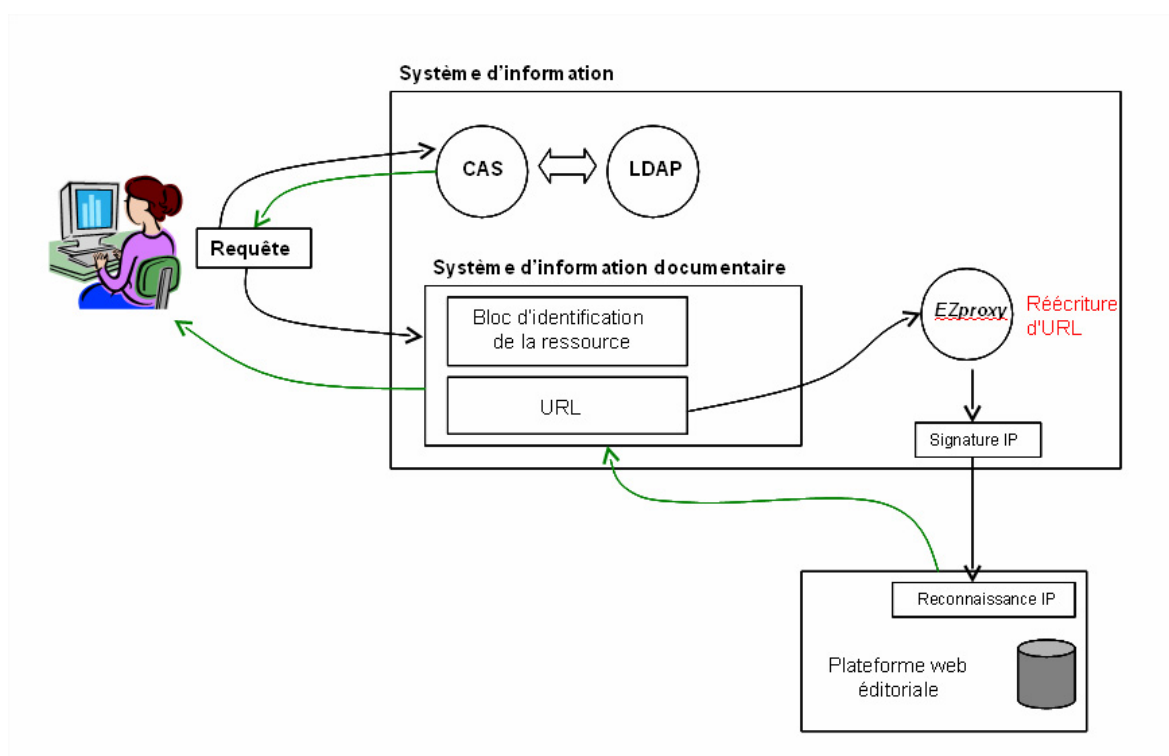 Système d'information
CAS
LDAP
Requête
Système d'information documentaire
Bloc d'identification
de la ressource
URL
EZproxy
Réécriture
d'URL
Signature IP
Reconnaissance IP
Plateforme web
éditoriale